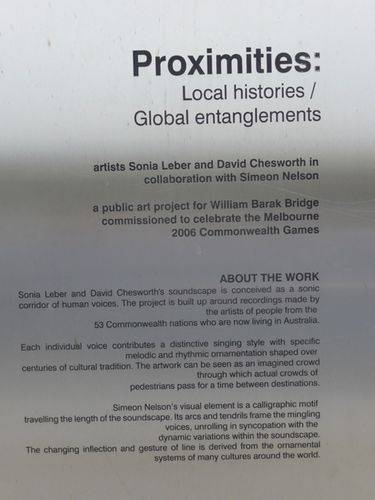 Proximities:
Local histories /
Global entanglements
artists Sonia Leber and David Chesworth in
collaboration with Simeon Nelson
a public art project for William Barak Bridge
commissioned to celebrate the Melbourne
2006 Commonwealth Games
ABOUT THE WORK
Sonia Leber and David Chesworth's soundscape is conceived as a sonic
corridor of human voices. The project is built up around recordings made by
the artists of people from the
53 Commonwealth nations who are now living in Australia.
Each individual voice contributes a distinctive singing style with specific
melodic and rhythmic ornamentation shaped over
centuries of cultural tradition. The artwork can be seen as an imagined crowd
through which actual crowds of
pedestrians pass for a time between destinations.
Simeon Nelson's visual element is a calligraphic motif
travelling the length of the soundscape. Its arcs and tendrils frame the mingling
voices, unrolling in syncopation with the
dynamic variations within the soundscape.
The changing inflection and gesture of line is derived from the ornamental
systems of many cultures around the world.